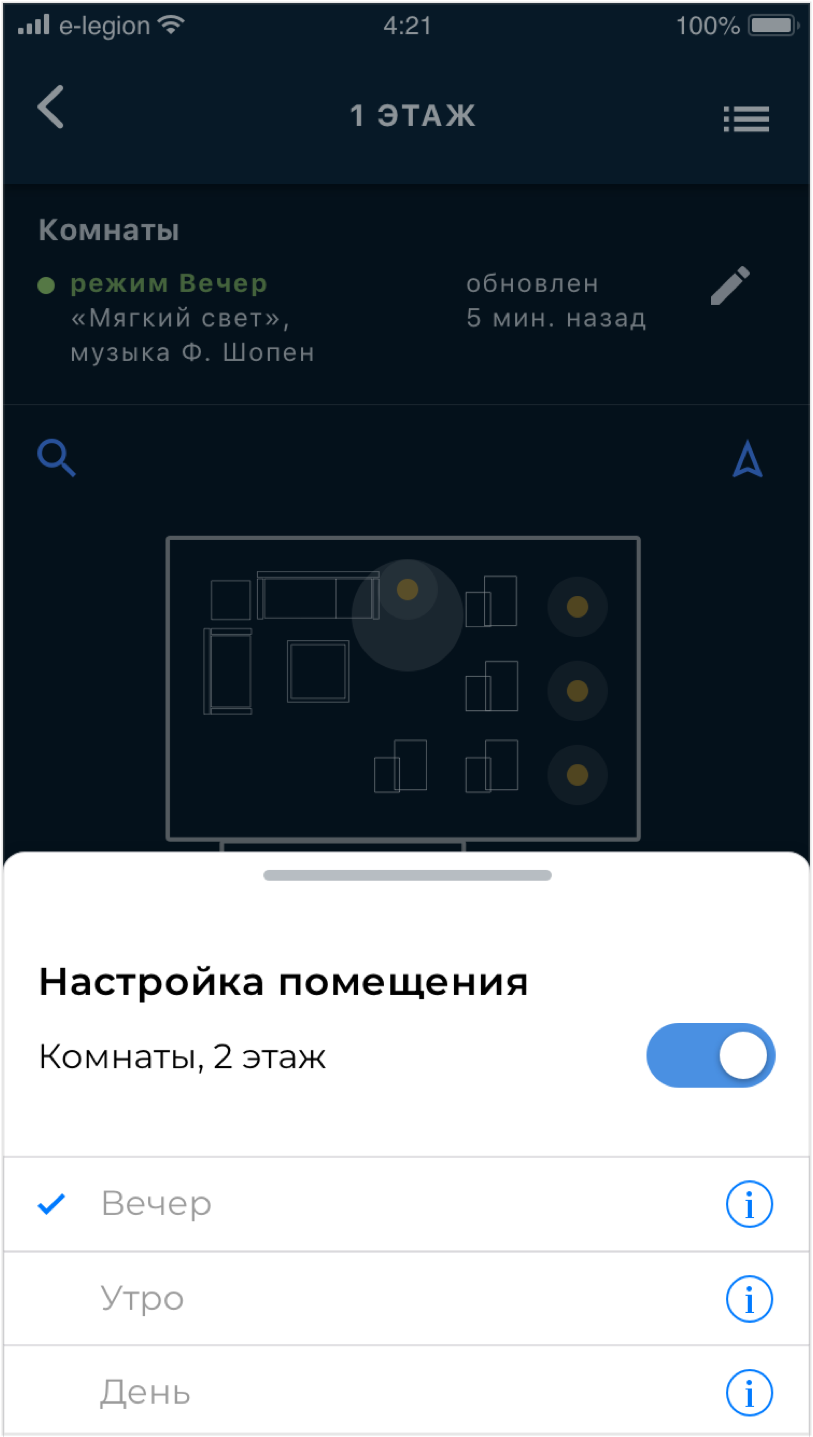 e-legion 4:21 100%
1 ЭТАЖ
Комнаты
режим Вечер обновлен
«Мягкий свет», 5 мин. назад
музыка Ф. Шопен
Настройка помещения
Комнаты, 2 этаж
Вечер i
Утро i
День i